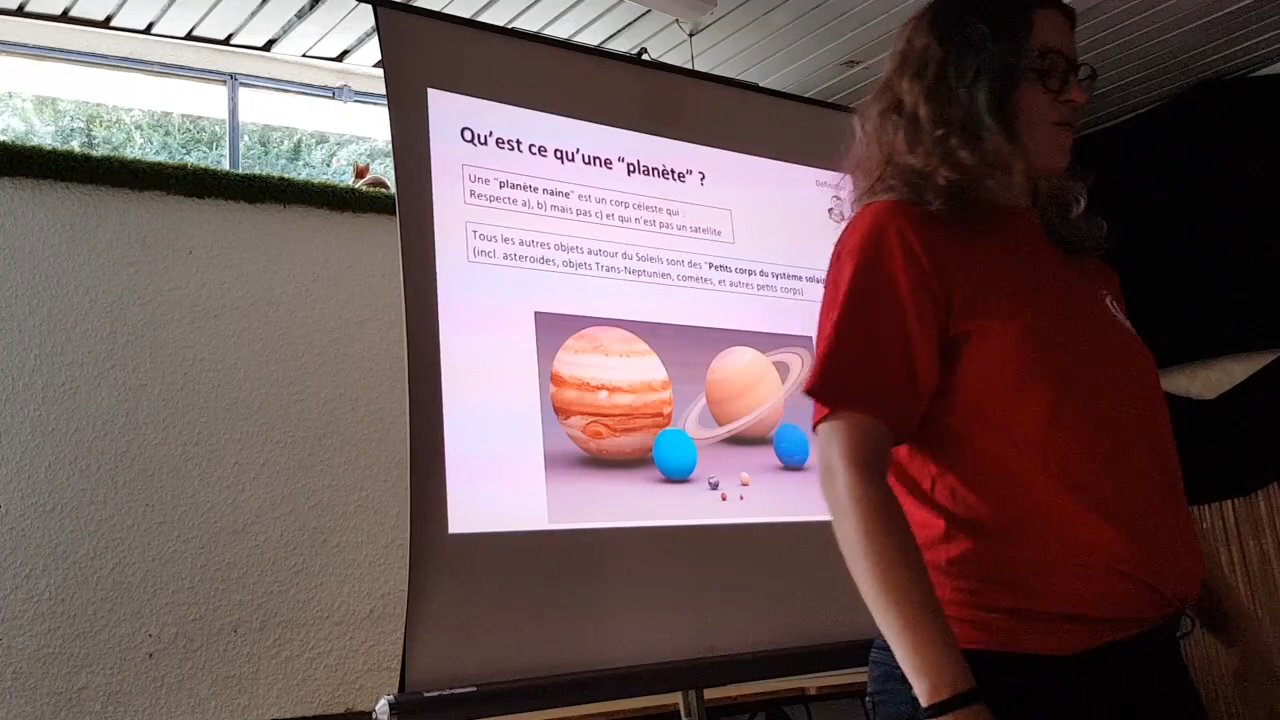 Qu'est ce qu'une “planète” ?
Une “planète naine” est un corp céleste qui :
Respecte a), b) mais pas c) et qui n'est pas un satellite
Tous les autres objets autour du Soleils sont des “Petits corps du système
(incl. asteroides, objets Trans-Neptunien, comètes, et autres petits corps)